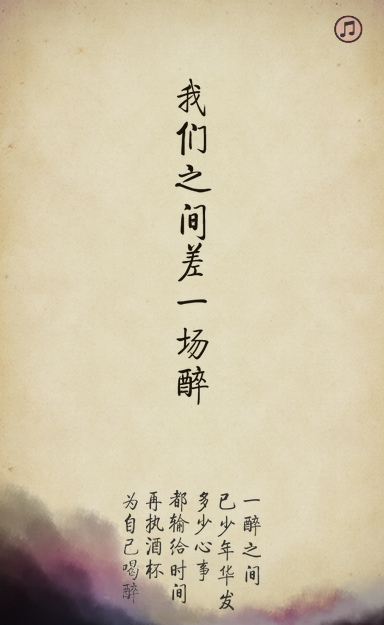 我们之间差一场醉
一醉之间
已少年华发
多少心事
都输给时间
再执酒杯
为自己喝醉